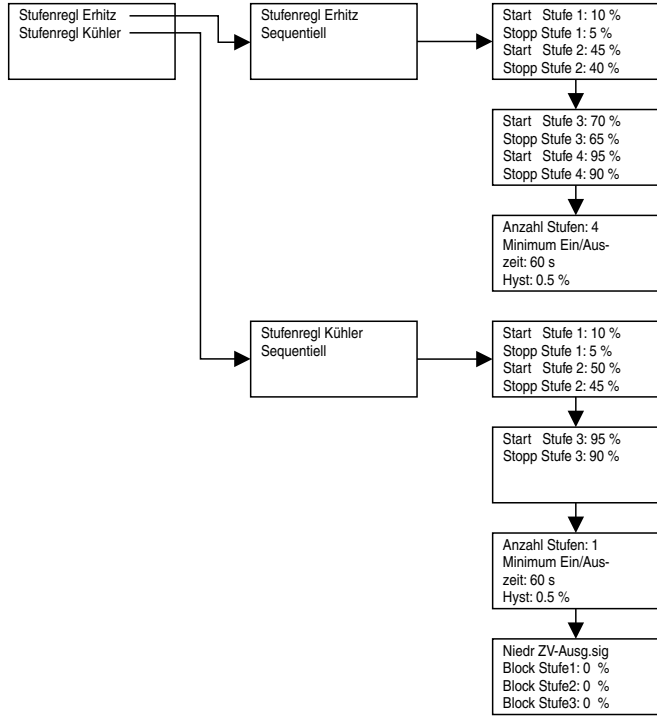 Stufenregl Erhitz
Stufenregl Kühler
Stufenregl Erhitz
Sequentiell
Start Stufe 1: 10 %
Stopp Stufe 1: 5 %
Start Stufe 2: 45 %
Stopp Stufe 2: 40 %
Start Stufe 3: 70 %
Stopp Stufe 3: 65 %
Start Stufe 4: 95 %
Stopp Stufe 4: 90 %
Anzahl Stufen: 4
Minimum Ein/Aus-
zeit: 60 s
Hyst: 0.5 %
Stufenregl Kühler
Sequentiell
Start Stufe 1: 10 %
Stopp Stufe 1: 5 %
Start Stufe 2: 50 %
Stopp Stufe 2: 45 %
Start Stufe 3: 95 %
Stopp Stufe 3: 90 %
Anzahl Stufen: 1
Minimum Ein/Aus-
zeit: 60 s
Hyst: 0.5 %
Niedr ZV-Ausg.sig
Block Stufe1: 0 %
Block Stufe2: 0 %
Block Stufe3: 0 %